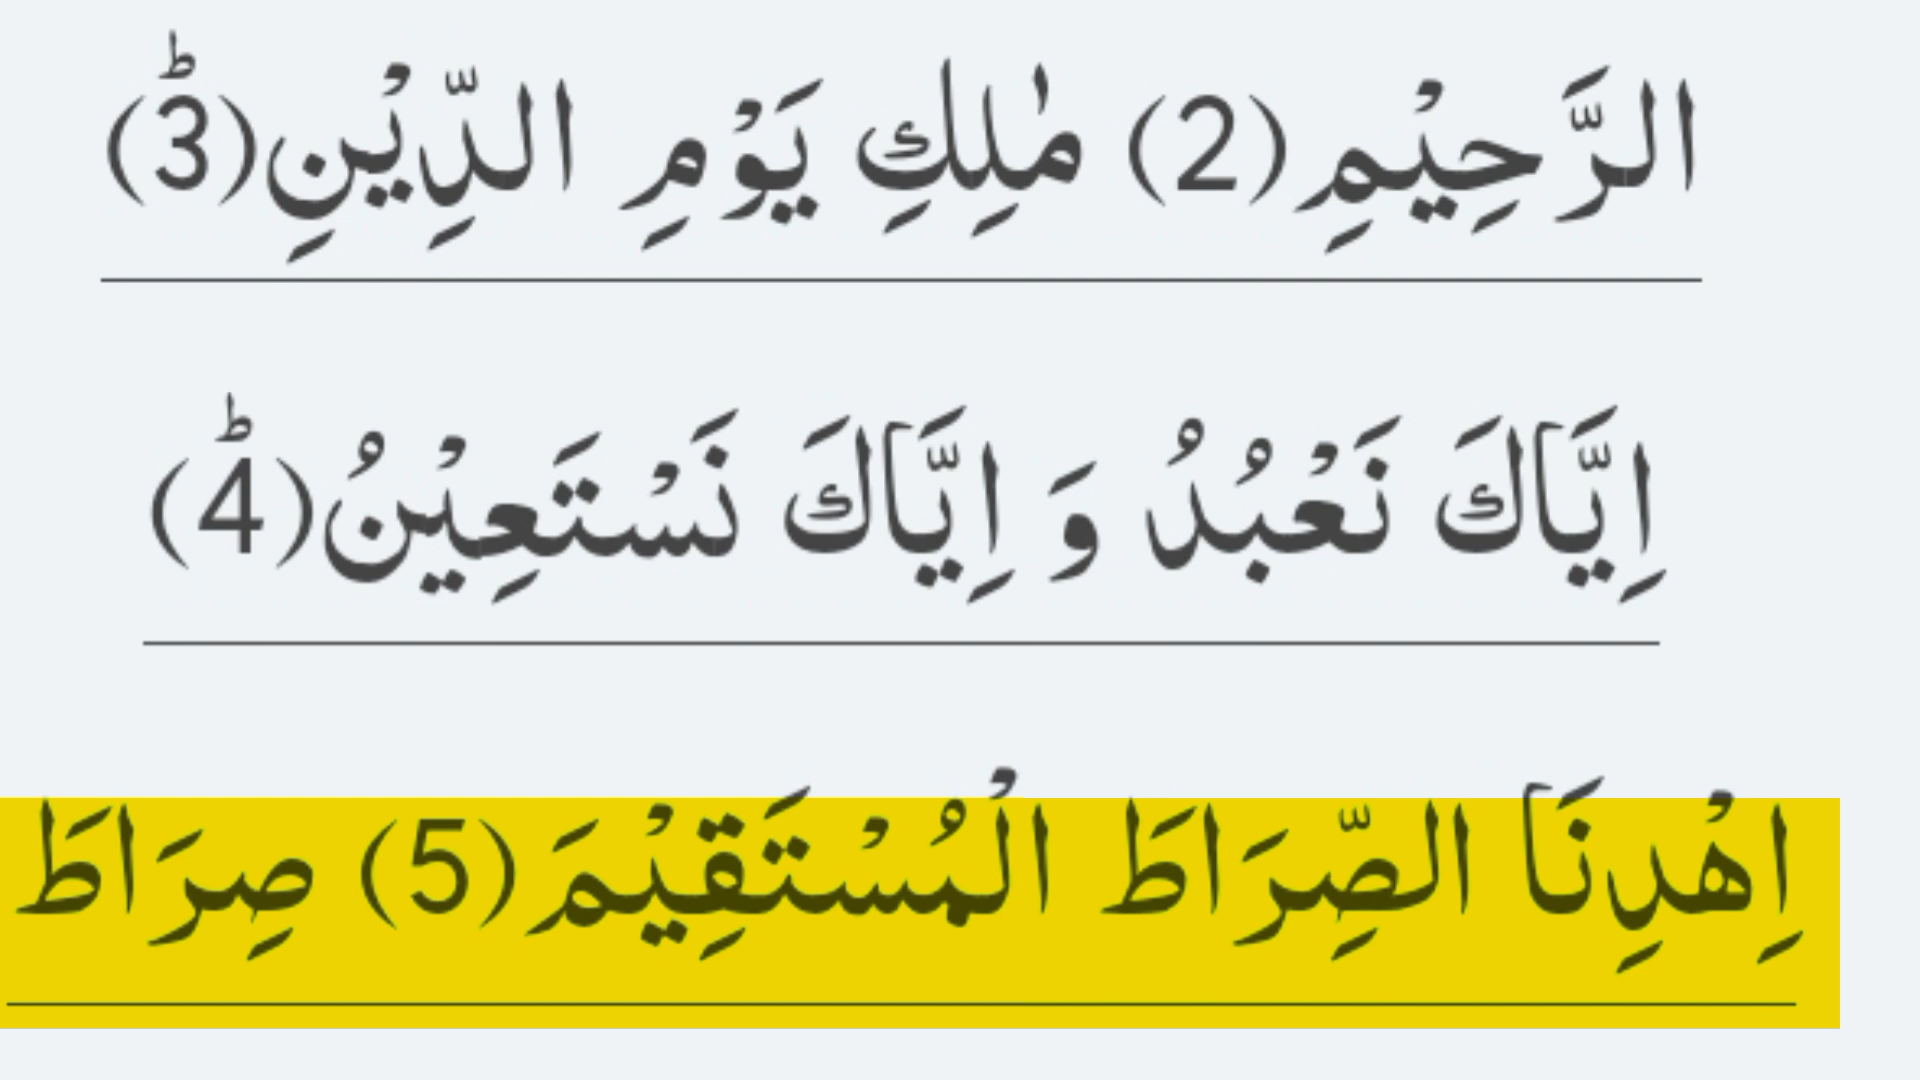 الرَّحِیْمِ(2) مٰلِكِ یَوْمِ الدِّیْنِﭤ(3)
اِیَّاكَ نَعْبُدُ وَ اِیَّاكَ نَسْتَعِیْنُﭤ(4)
اِهْدِنَا الصِّرَاطَ الْمُسْتَقِیْمَ(5) صِرَاطَ